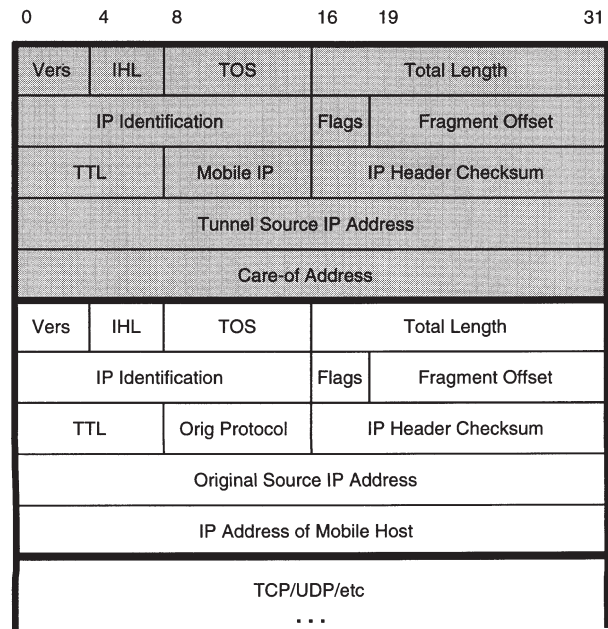 0 4 8 16 19 31
Vers IHL TOS Total Length
IP Identification Flags Fragment Offset
TTL Mobile IP IP Header Checksum
Tunnel Source IP Address
Care-of Address
Vers IHL TOS Total Length
IP Identification Flags Fragment Offset
TTL Orig Protocol IP Header Checksum
Original Source IP Address
IP Address of Mobile Host
TCP/UDP/etc
...